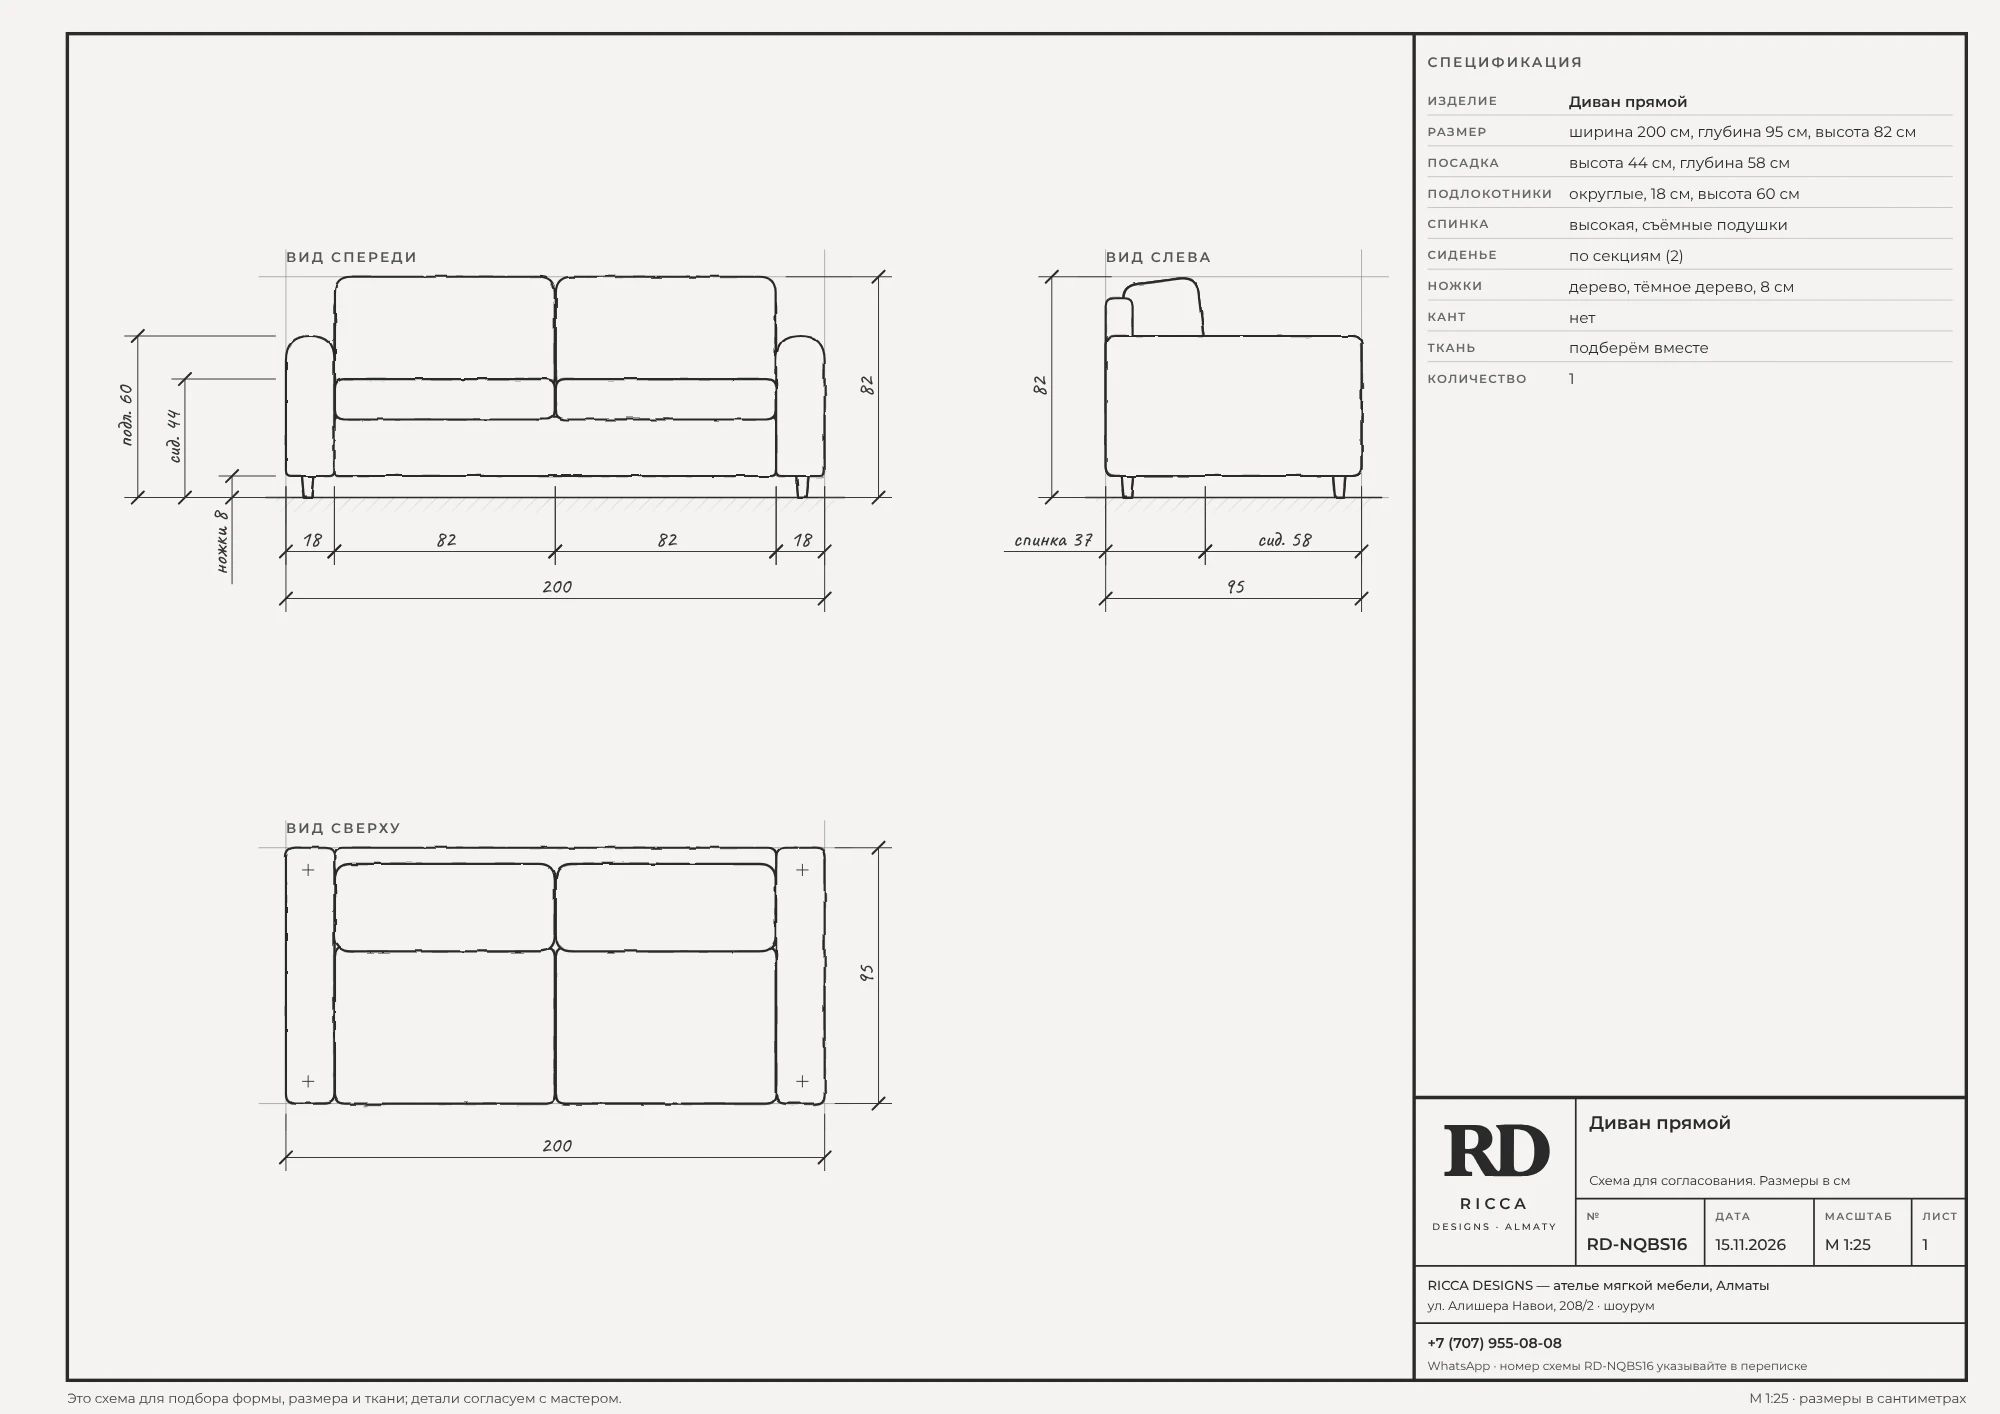 ВИД СПЕРЕДИ
82
подл. 60
сид. 44
ножки 8
18
82
82
18
200
ВИД СЛЕВА
82
спинка 37
сид. 58
95
ВИД СВЕРХУ
95
200
СПЕЦИФИКАЦИЯ
ИЗДЕЛИЕ Диван прямой
РАЗМЕР ширина 200 см, глубина 95 см, высота 82 см
ПОСАДКА высота 44 см, глубина 58 см
ПОДЛОКОТНИКИ округлые, 18 см, высота 60 см
СПИНКА высокая, съёмные подушки
СИДЕНЬЕ по секциям (2)
НОЖКИ дерево, тёмное дерево, 8 см
КАНТ нет
ТКАНЬ подберём вместе
КОЛИЧЕСТВО 1
RD
RICCA
DESIGNS · ALMATY
Диван прямой
Схема для согласования. Размеры в см
№ ДАТА МАСШТАБ ЛИСТ
RD-NQBS16 15.11.2026 М 1:25 1
RICCA DESIGNS — ателье мягкой мебели, Алматы
ул. Алишера Навои, 208/2 · шоурум
+7 (707) 955-08-08
WhatsApp · номер схемы RD-NQBS16 указывайте в переписке
Это схема для подбора формы, размера и ткани; детали согласуем с мастером.
М 1:25 · размеры в сантиметрах